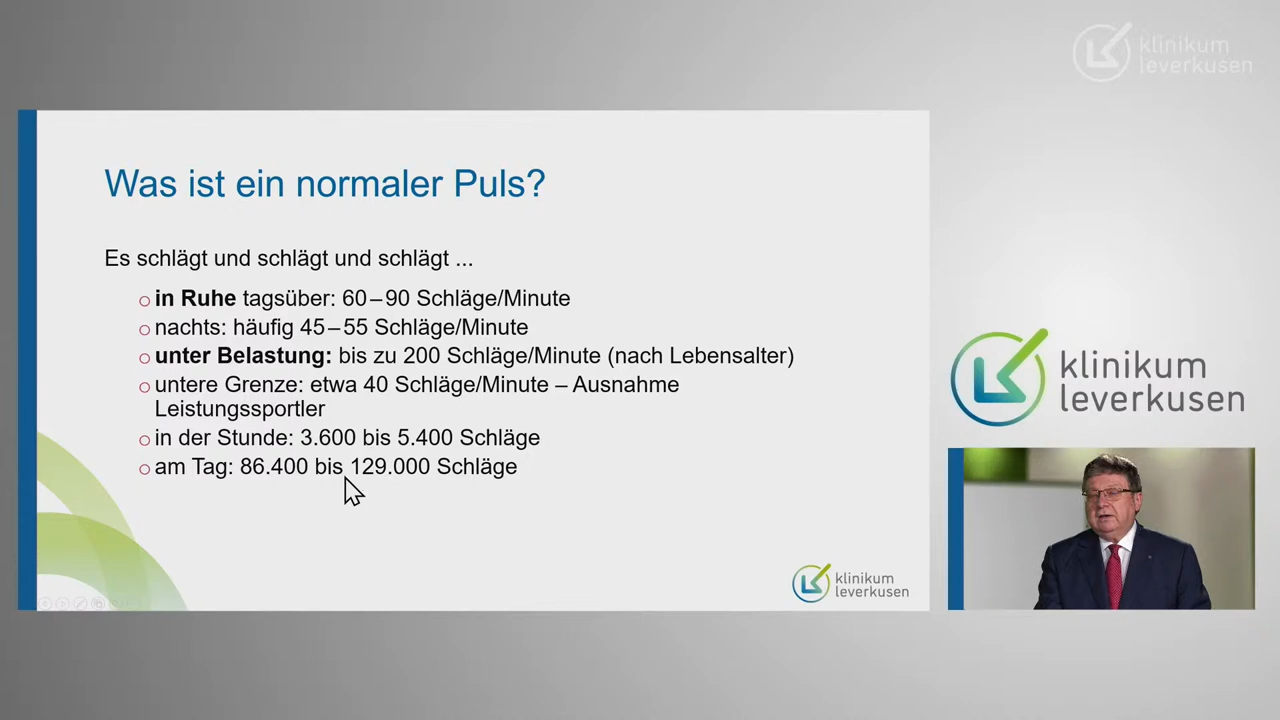 klinikum
leverkusen
Was ist ein normaler Puls?
Es schlägt und schlägt und schlägt ...
in Ruhe tagsüber: 60–90 Schläge/Minute
nachts: häufig 45–55 Schläge/Minute
unter Belastung: bis zu 200 Schläge/Minute (nach Lebensalter)
untere Grenze: etwa 40 Schläge/Minute – Ausnahme
Leistungssportler
in der Stunde: 3.600 bis 5.400 Schläge
am Tag: 86.400 bis 129.000 Schläge
klinikum
leverkusen
klinikum
leverkusen